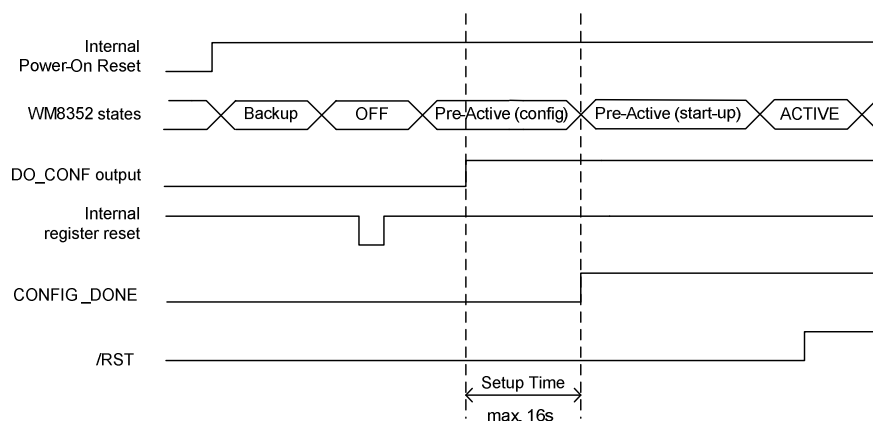 Internal
Power-On Reset
WM8352 states
Backup
OFF
Pre-Active (config)
Pre-Active (start-up)
ACTIVE
DO_CONF output
Internal
register reset
CONFIG_DONE
/RST
Setup Time
max. 16s